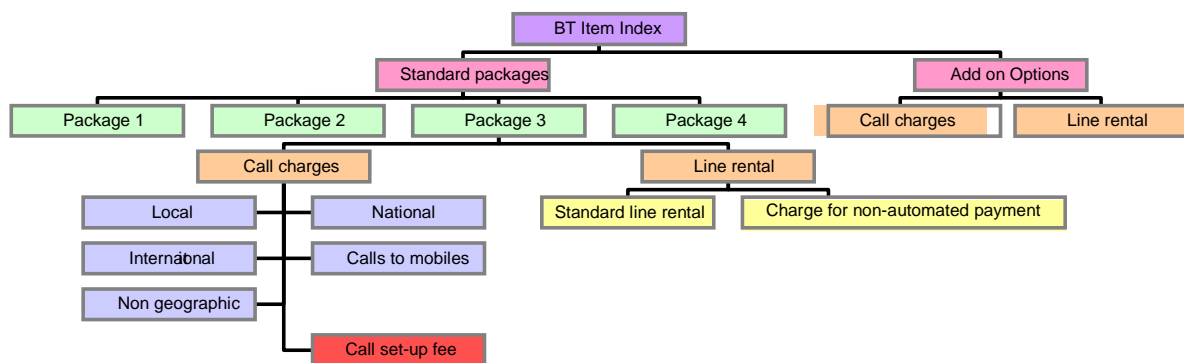 BT Item Index
Standard packages
Add on Options
Package 1
Package 2
Package 3
Package 4
Call charges
Line rental
Call charges
Line rental
Local
National
Standard line rental
Charge for non-automated payment
International
Calls to mobiles
Non geographic
Call set-up fee